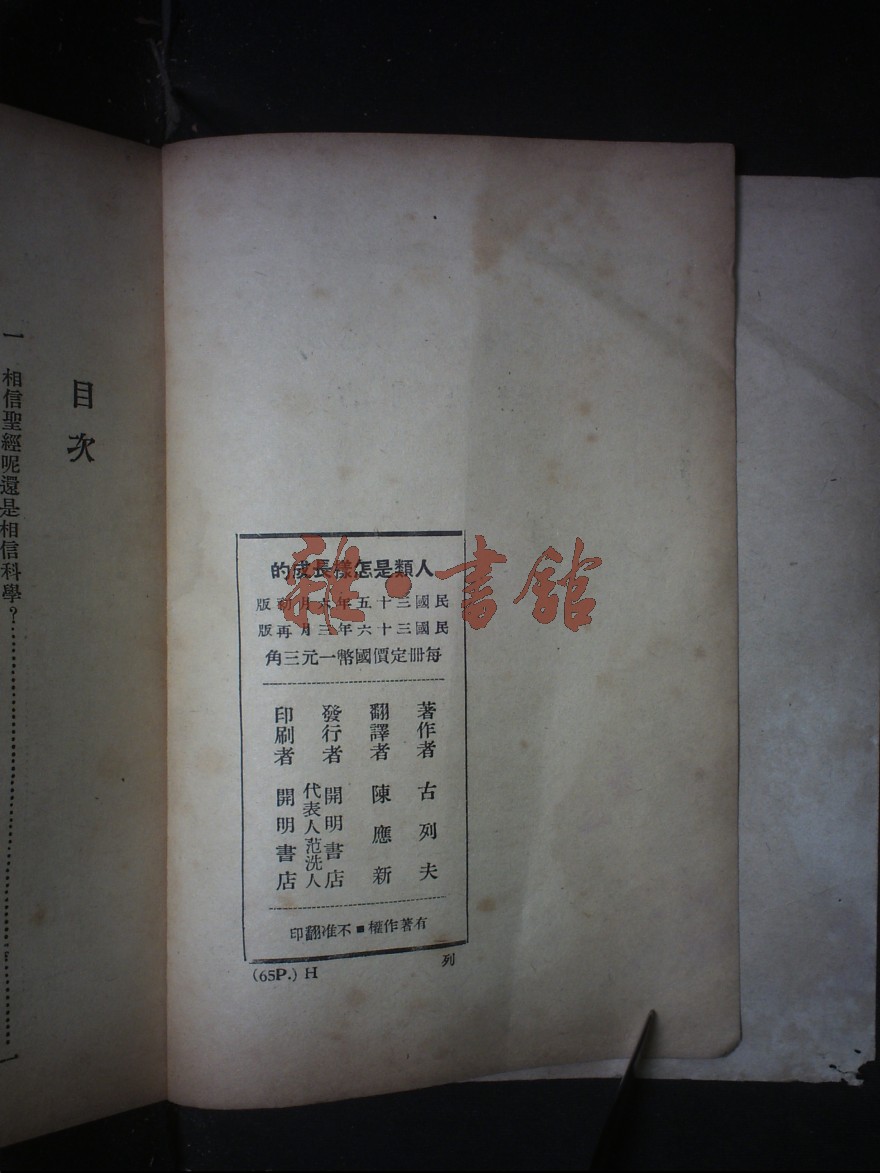 人類是怎樣長成的
民國三十五年六月初版
民國三十六年三月再版
每冊定價國幣一元三角
著作者 古列夫
翻譯者 陳應新
發行者 開明書店
代表人范洗人
印刷者 開明書店
有著作權■不准翻印
(65P.) H
列
目次
一 相信聖經呢還是相信科學?
雜·書館